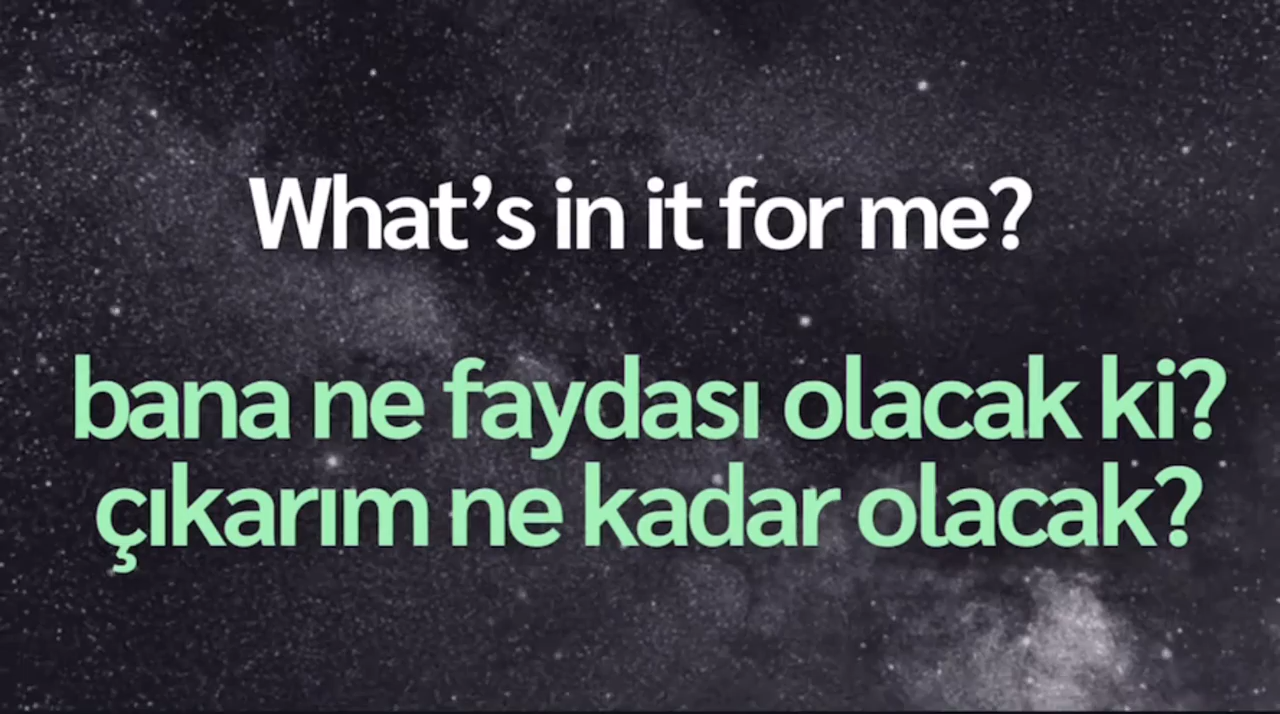 What’s in it for me?
bana ne faydası olacak ki?
çıkarım ne kadar olacak?